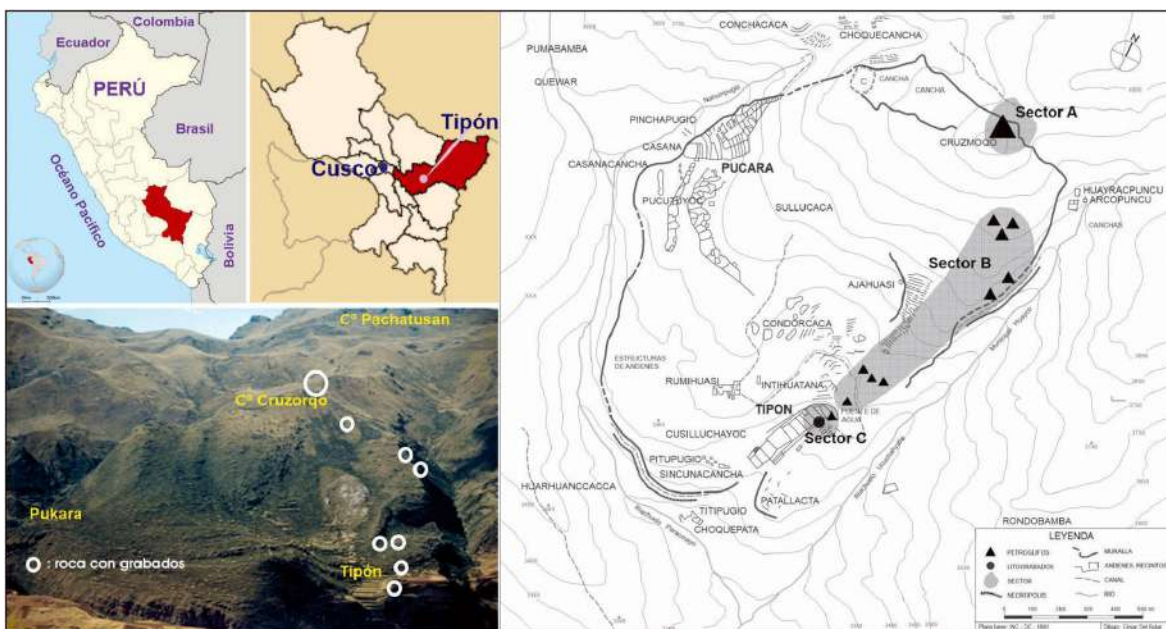 Colombia
Ecuador
PERÚ
Brasil
Océano Pacífico
Bolivia
Tipón
Cusco
Cº Pachatusan
Cº Cruzorqo
Pukara
: roca con grabados
Tipón
CONCHACACA
CHOQUECANCHA
PUMABAMBA
QUEWAR
N
C
CANCHA
CANCHA
Sector A
CRUZMOQO
PINCHAPUGIO
CASANA
CASANACANCHA
PUCARA
HUAYRACPUNCU
ARCOPUNCU
CANCHAS
PUCUTUYOC
SULLUCACA
Sector B
AJAHUASI
CONDORCACA
ESTRUCTURAS
DE ANDENES
RUMIHUASI
INTIHUATANA
TIPON
AGUA
Sector C
CUSILLUCHAYOC
PITUPUGIO
SINCUNACANCHA
HUARHUANCCACCA
PATALLACTA
TITIPUGIO
CHOQUEPATA
RONDOBAMBA
LEYENDA
PETROGLIFOS
MURALLA
LITOGRABADOS
ANDENES, RECINTOS
SECTOR
CANAL
NECROPOLIS
RIO